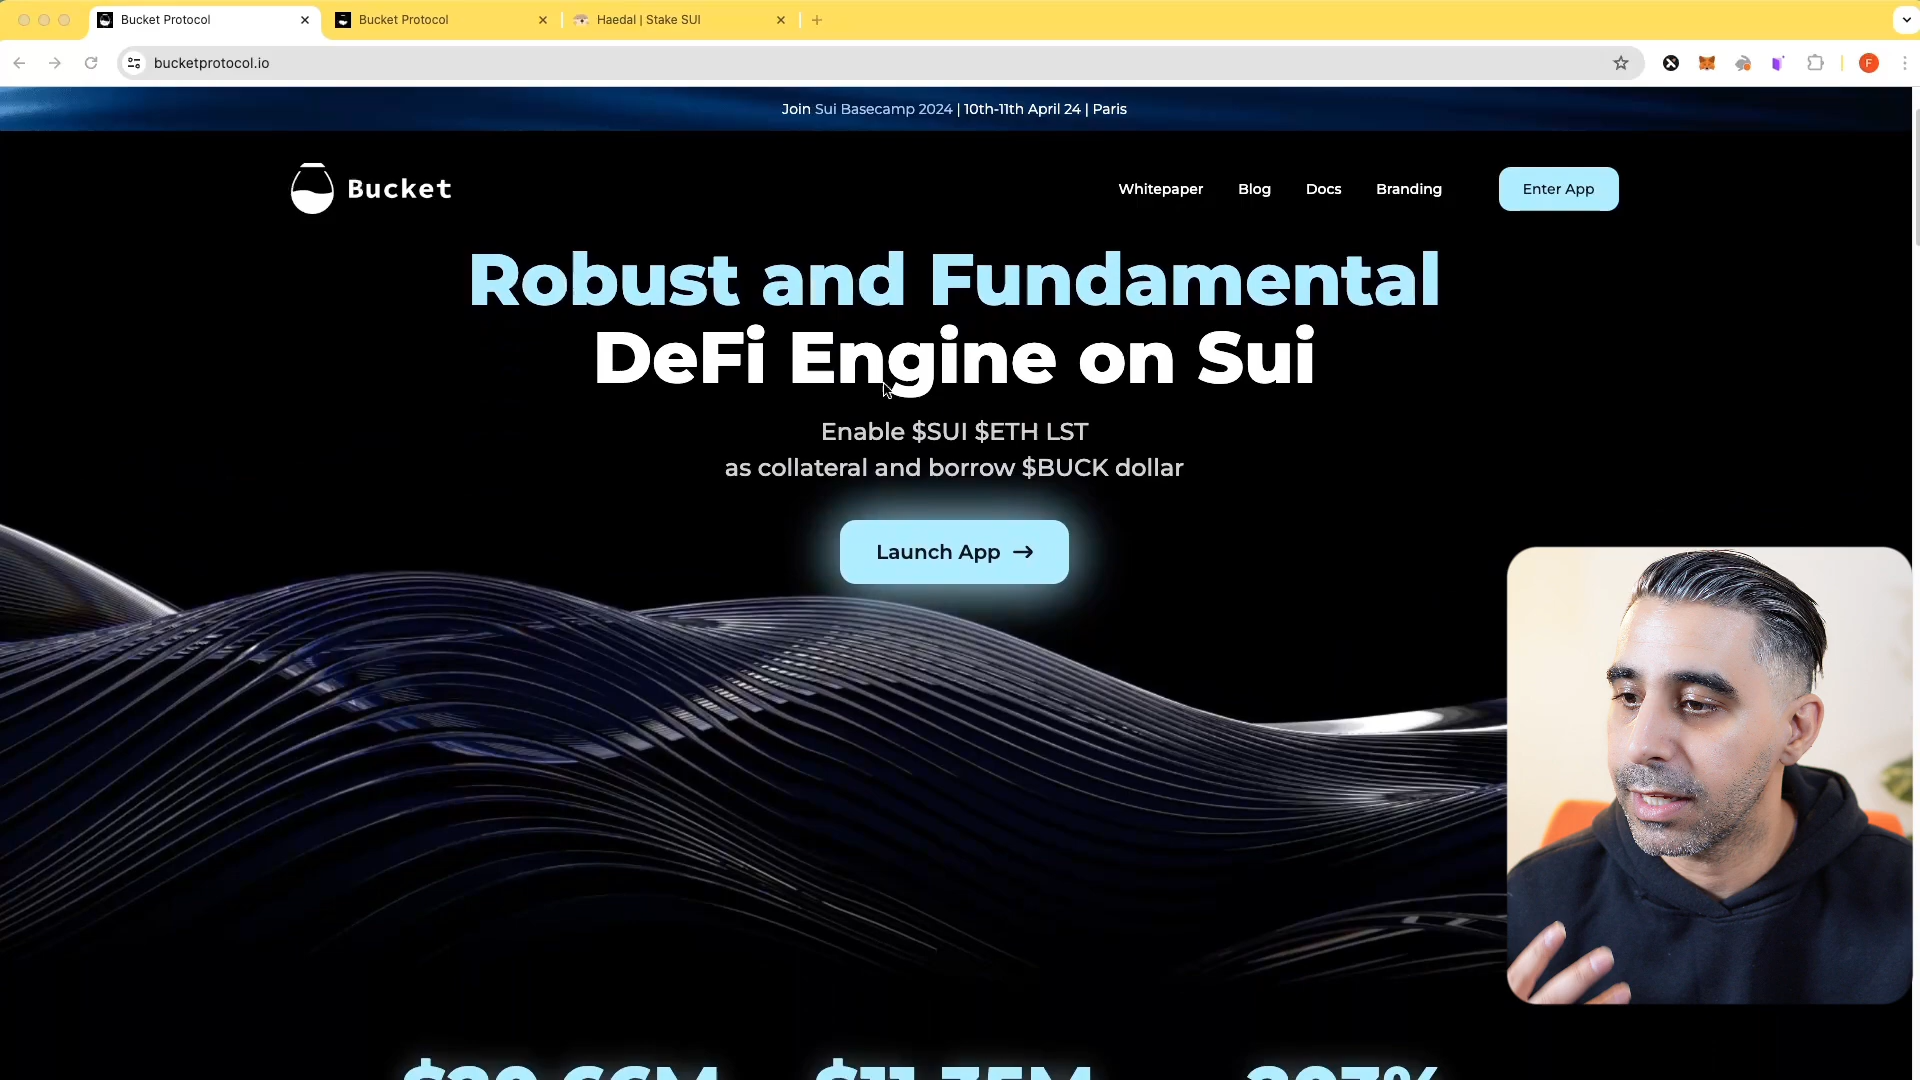 Bucket Protocol
Bucket Protocol
Haedal | Stake SUI
bucketprotocol.io
F
Join Sui Basecamp 2024 | 10th-11th April 24 | Paris
Bucket
Whitepaper
Blog
Docs
Branding
Enter App
Robust and Fundamental
DeFi Engine on Sui
Enable $SUI $ETH LST
as collateral and borrow $BUCK dollar
Launch App →